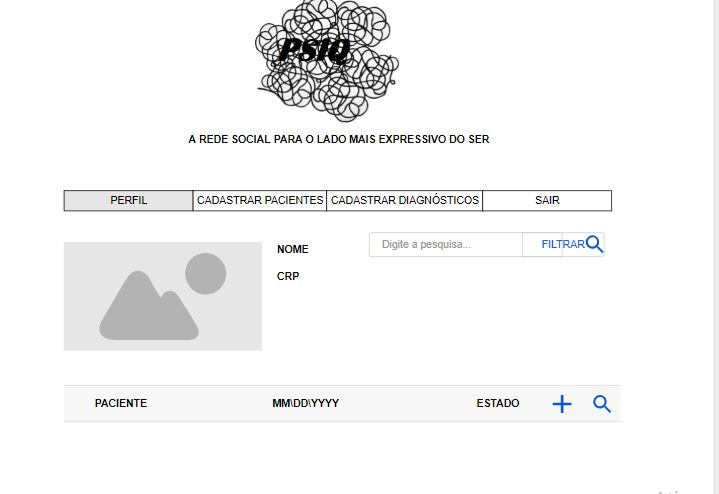 PSIQ
A REDE SOCIAL PARA O LADO MAIS EXPRESSIVO DO SER
PERFIL CADASTRAR PACIENTES CADASTRAR DIAGNÓSTICOS SAIR
NOME
Digite a pesquisa... FILTRAR
CRP
PACIENTE MM\DD\YYYY ESTADO